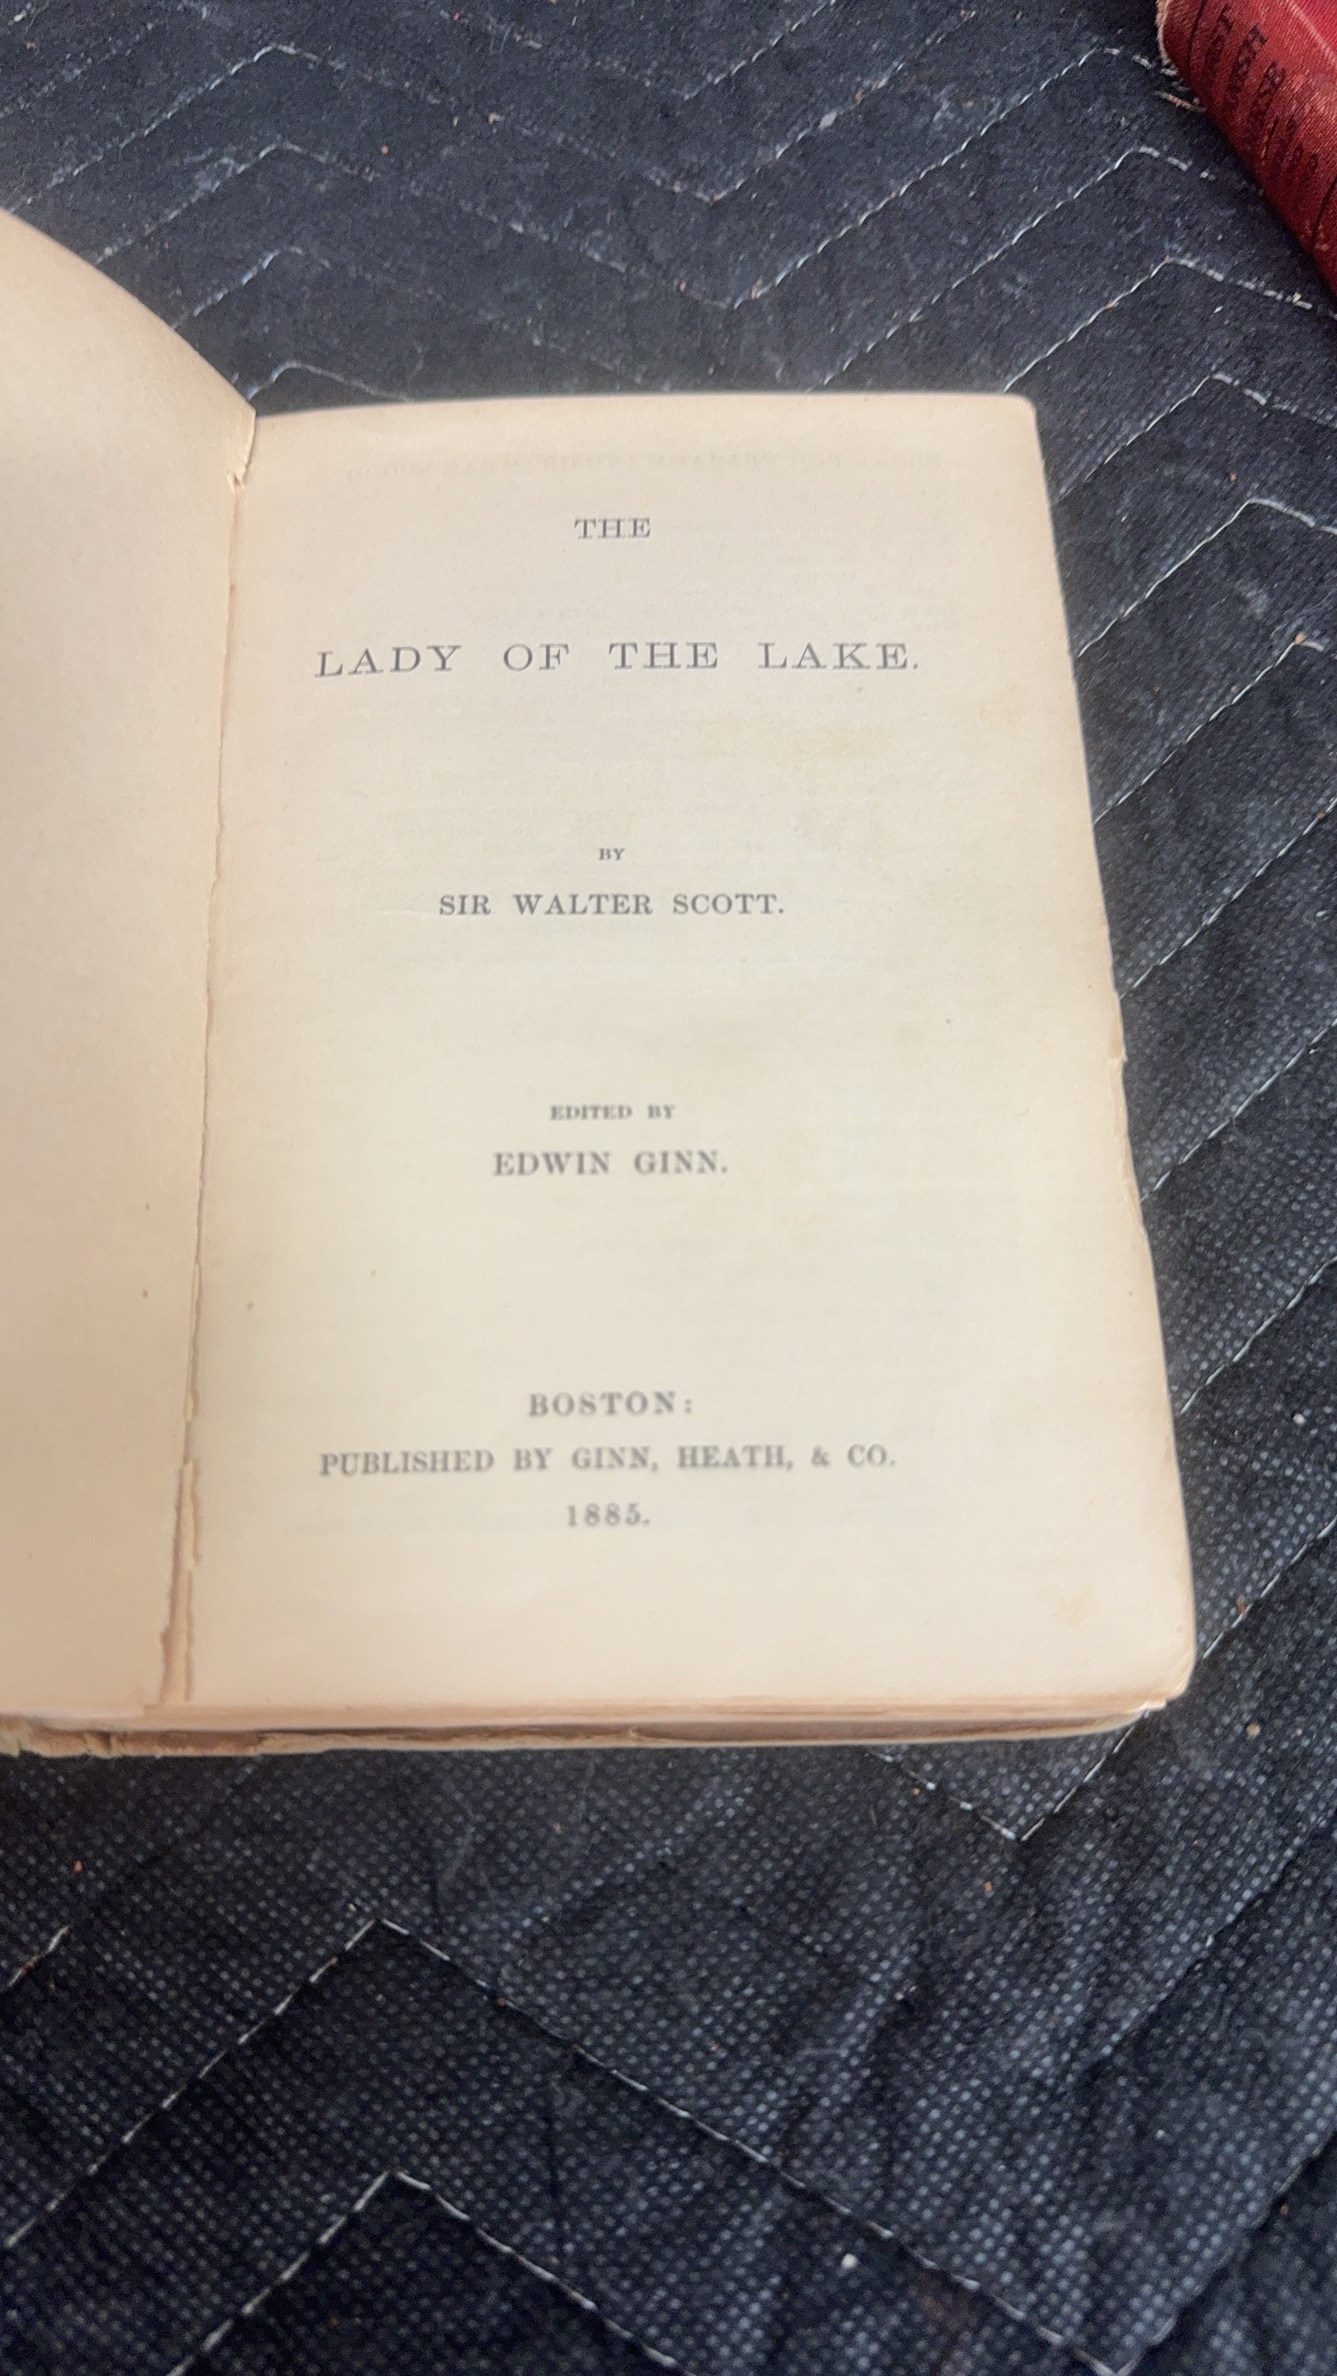 THE
LADY OF THE LAKE.
BY
SIR WALTER SCOTT.
EDITED BY
EDWIN GINN.
BOSTON:
PUBLISHED BY GINN, HEATH, & CO.
1885.